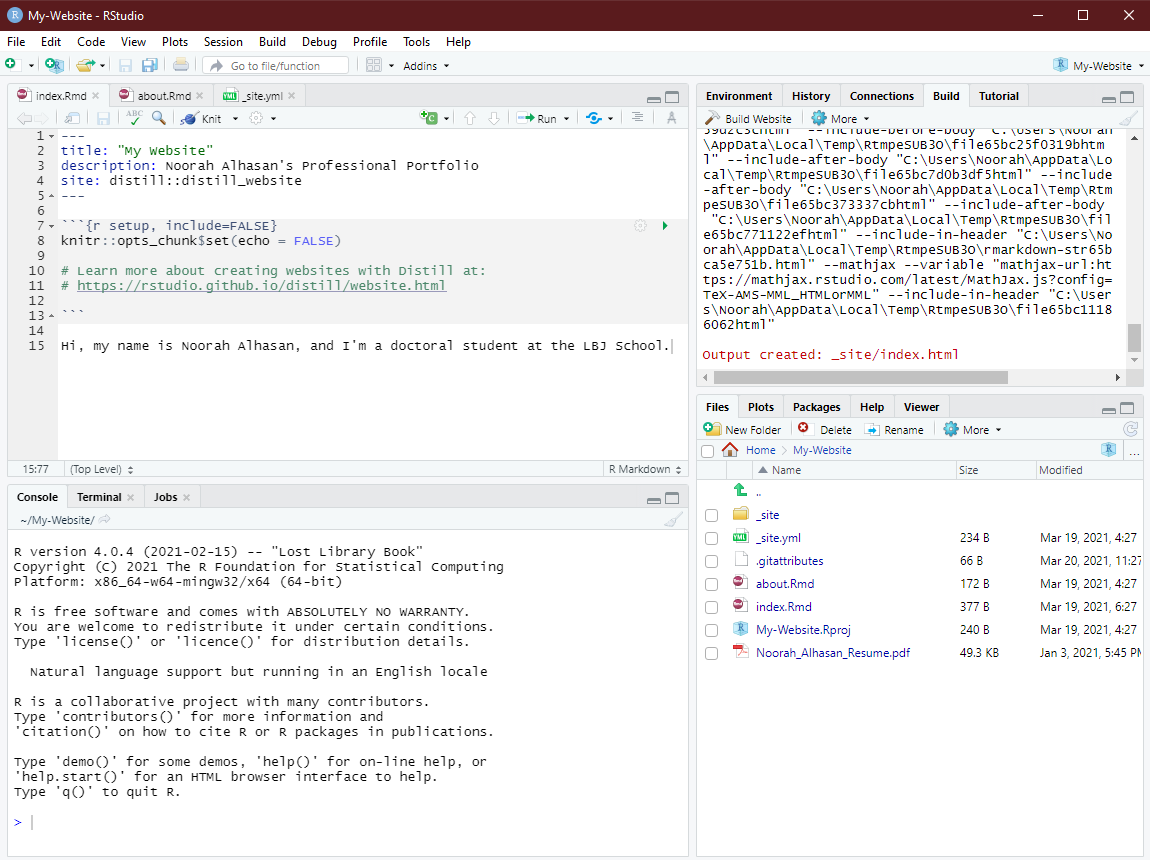 My-Website - RStudio
File Edit Code View Plots Session Build Debug Profile Tools Help
Go to file/function Addins My-Website
index.Rmd about.Rmd _site.yml
ABC Knit Run
1 ---
2 title: "My Website"
3 description: Noorah Alhasan's Professional Portfolio
4 site: distill::distill_website
5 ---
6
7 ```{r setup, include=FALSE}
8 knitr::opts_chunk$set(echo = FALSE)
9
10 # Learn more about creating websites with Distill at:
11 # https://rstudio.github.io/distill/website.html
12
13 ```
14
15 Hi, my name is Noorah Alhasan, and I'm a doctoral student at the LBJ School.
15:77 (Top Level) R Markdown
Console Terminal Jobs
~/My-Website/
R version 4.0.4 (2021-02-15) -- "Lost Library Book"
Copyright (C) 2021 The R Foundation for Statistical Computing
Platform: x86_64-w64-mingw32/x64 (64-bit)
R is free software and comes with ABSOLUTELY NO WARRANTY.
You are welcome to redistribute it under certain conditions.
Type 'license()' or 'licence()' for distribution details.
Natural language support but running in an English locale
R is a collaborative project with many contributors.
Type 'contributors()' for more information and
'citation()' on how to cite R or R packages in publications.
Type 'demo()' for some demos, 'help()' for on-line help, or
'help.start()' for an HTML browser interface to help.
Type 'q()' to quit R.
>
Environment History Connections Build Tutorial
Build Website More
--include-before-body "C:\Users\Noorah
\AppData\Local\Temp\RtmpeSUB3O\file65bc25f0319bhtm
l" --include-after-body "C:\Users\Noorah\AppData\Lo
cal\Temp\RtmpeSUB3O\file65bc7d0b3df5html" --include
-after-body "C:\Users\Noorah\AppData\Local\Temp\Rtm
peSUB3O\file65bc373337cbhtml" --include-after-body
"C:\Users\Noorah\AppData\Local\Temp\RtmpeSUB3O\fil
e65bc771122efhtml" --include-in-header "C:\Users\No
orah\AppData\Local\Temp\RtmpeSUB3O\rmarkdown-str65b
ca5e751b.html" --mathjax --variable "mathjax-url:ht
tps://mathjax.rstudio.com/latest/MathJax.js?config=
TeX-AMS-MML_HTMLorMML" --include-in-header "C:\User
s\Noorah\AppData\Local\Temp\RtmpeSUB3O\file65bc1118
6062html"
Output created: _site/index.html
Files Plots Packages Help Viewer
New Folder Delete Rename More
Home My-Website ...
Name Size Modified
..
_site
_site.yml 234 B Mar 19, 2021, 4:27
.gitattributes 66 B Mar 20, 2021, 11:27
about.Rmd 172 B Mar 19, 2021, 4:27
index.Rmd 377 B Mar 19, 2021, 6:27
My-Website.Rproj 240 B Mar 19, 2021, 4:27
Noorah_Alhasan_Resume.pdf 49.3 KB Jan 3, 2021, 5:45 PM